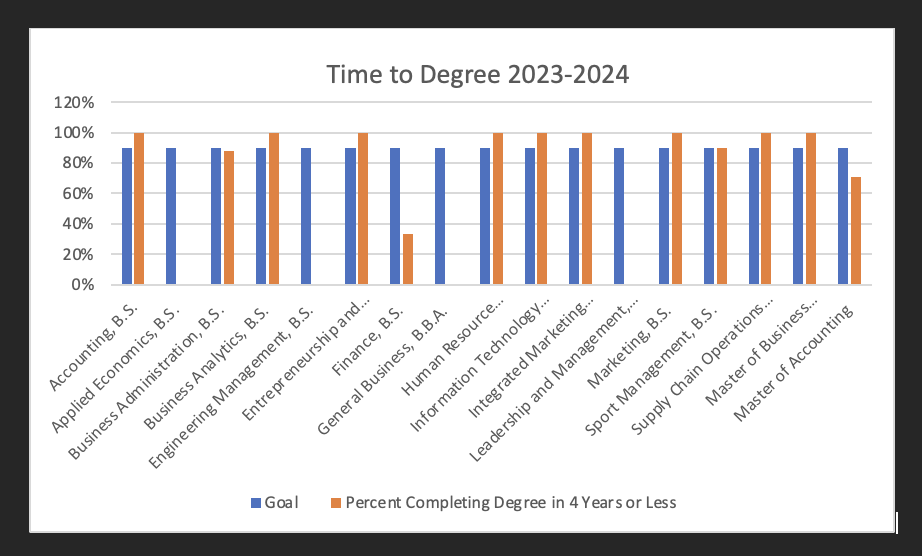 Time to Degree 2023-2024
120%
100%
80%
60%
40%
20%
0%
Accounting, B.S.
Applied Economics, B.S.
Business Administration, B.S.
Business Analytics, B.S.
Engineering Management, B.S.
Entrepreneurship and...
Finance, B.S.
General Business, B.B.A.
Human Resource...
Information Technology...
Integrated Marketing...
Leadership and Management,...
Marketing, B.S.
Sport Management, B.S.
Supply Chain Operations...
Master of Business...
Master of Accounting
Goal
Percent Completing Degree in 4 Years or Less